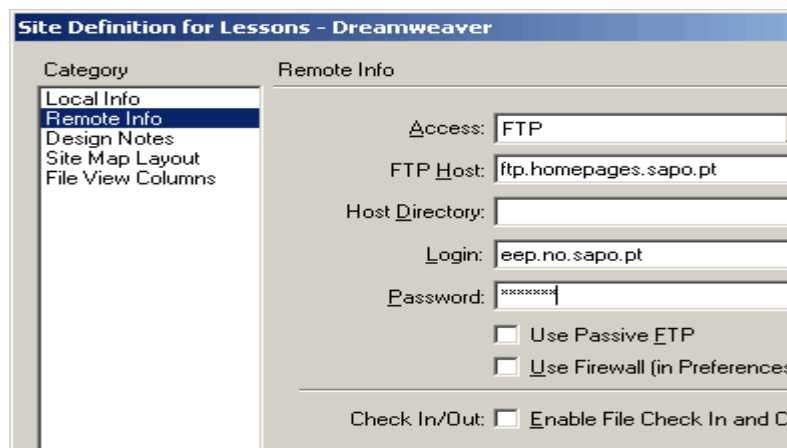 Site Definition for Lessons - Dreamweaver
Category
Remote Info
Local Info
Remote Info
Design Notes
Site Map Layout
File View Columns
Access: FTP
FTP Host: ftp.homepages.sapo.pt
Host Directory:
Login: eep.no.sapo.pt
Password: *******
Use Passive FTP
Use Firewall (in Preferences
Check In/Out: Enable File Check In and